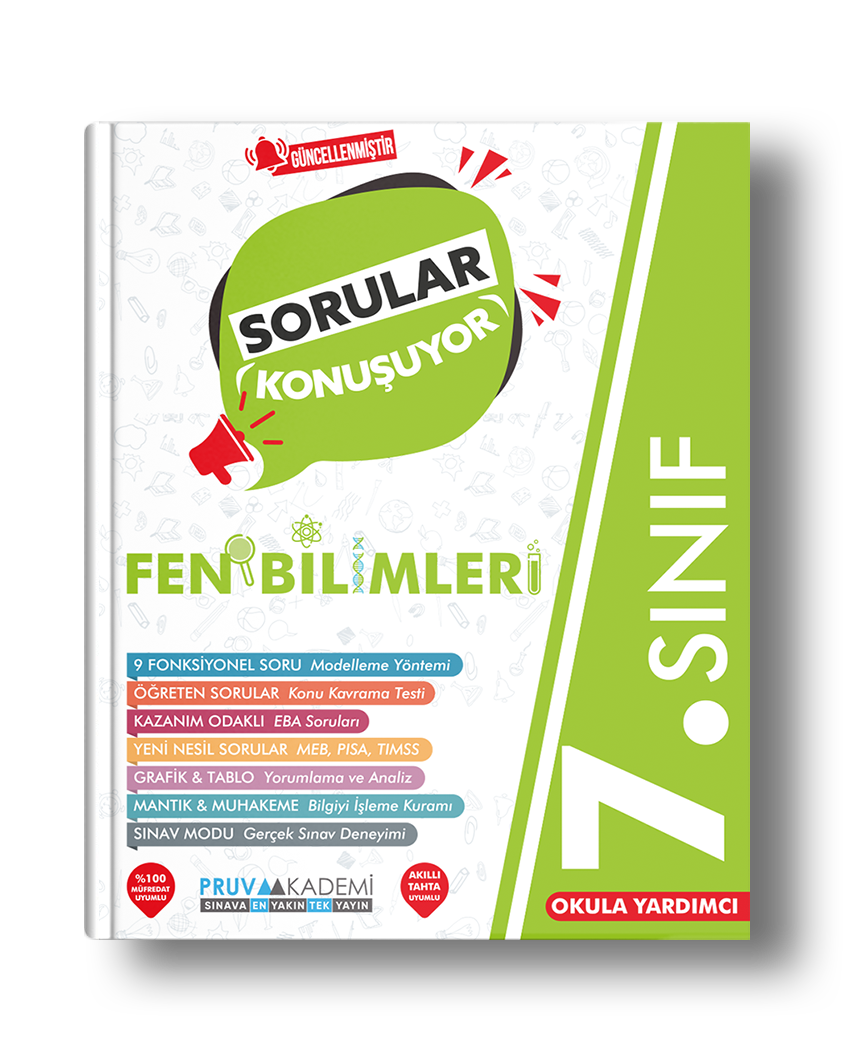 GÜNCELLENMİŞTİR
SORULAR
KONUŞUYOR
FEN BİLİMLERİ
9 FONKSİYONEL SORU Modelleme Yöntemi
ÖĞRETEN SORULAR Konu Kavrama Testi
KAZANIM ODAKLI EBA Soruları
YENİ NESİL SORULAR MEB, PISA, TIMSS
GRAFİK & TABLO Yorumlama ve Analiz
MANTIK & MUHAKEME Bilgiyi İşleme Kuramı
SINAV MODU Gerçek Sınav Deneyimi
%100
MÜFREDAT
UYUMLU
PRUVA AKADEMİ
SINAVA EN YAKIN TEK YAYIN
AKILLI
TAHTA
UYUMLU
7. SINIF
OKULA YARDIMCI